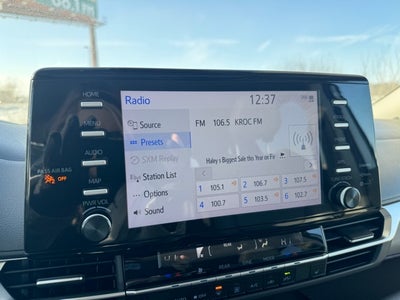 HOME
MENU
AUDIO
MAP
PWR VOL
PASS AIR BAG
OFF
Radio
12:37
Source
Presets
SXM Replay
Station List
Options
Sound
FM 106.5 KROC FM
Haley's Biggest Sale this Year on Fir
1 105.1
2 106.7
3 107.5
4 100.7
5 103.5
6 102.7
REAR